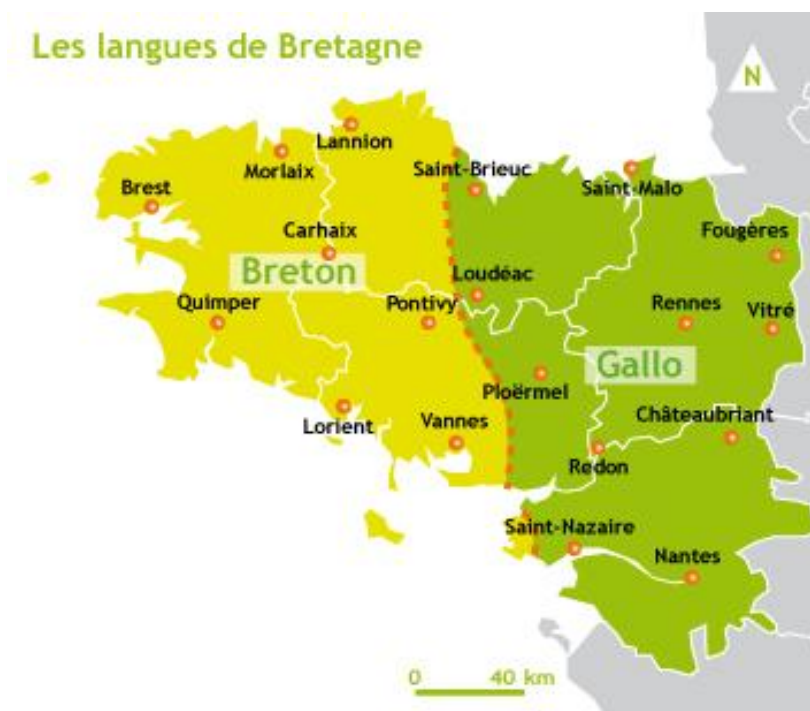 Les langues de Bretagne
N
Lannion
Morlaix
Saint-Brieuc
Saint-Malo
Brest
Carhaix
Fougères
Breton
Loudéac
Quimper
Pontivy
Rennes
Vitré
Gallo
Ploërmel
Lorient
Vannes
Châteaubriant
Redon
Saint-Nazaire
Nantes
0 40 km